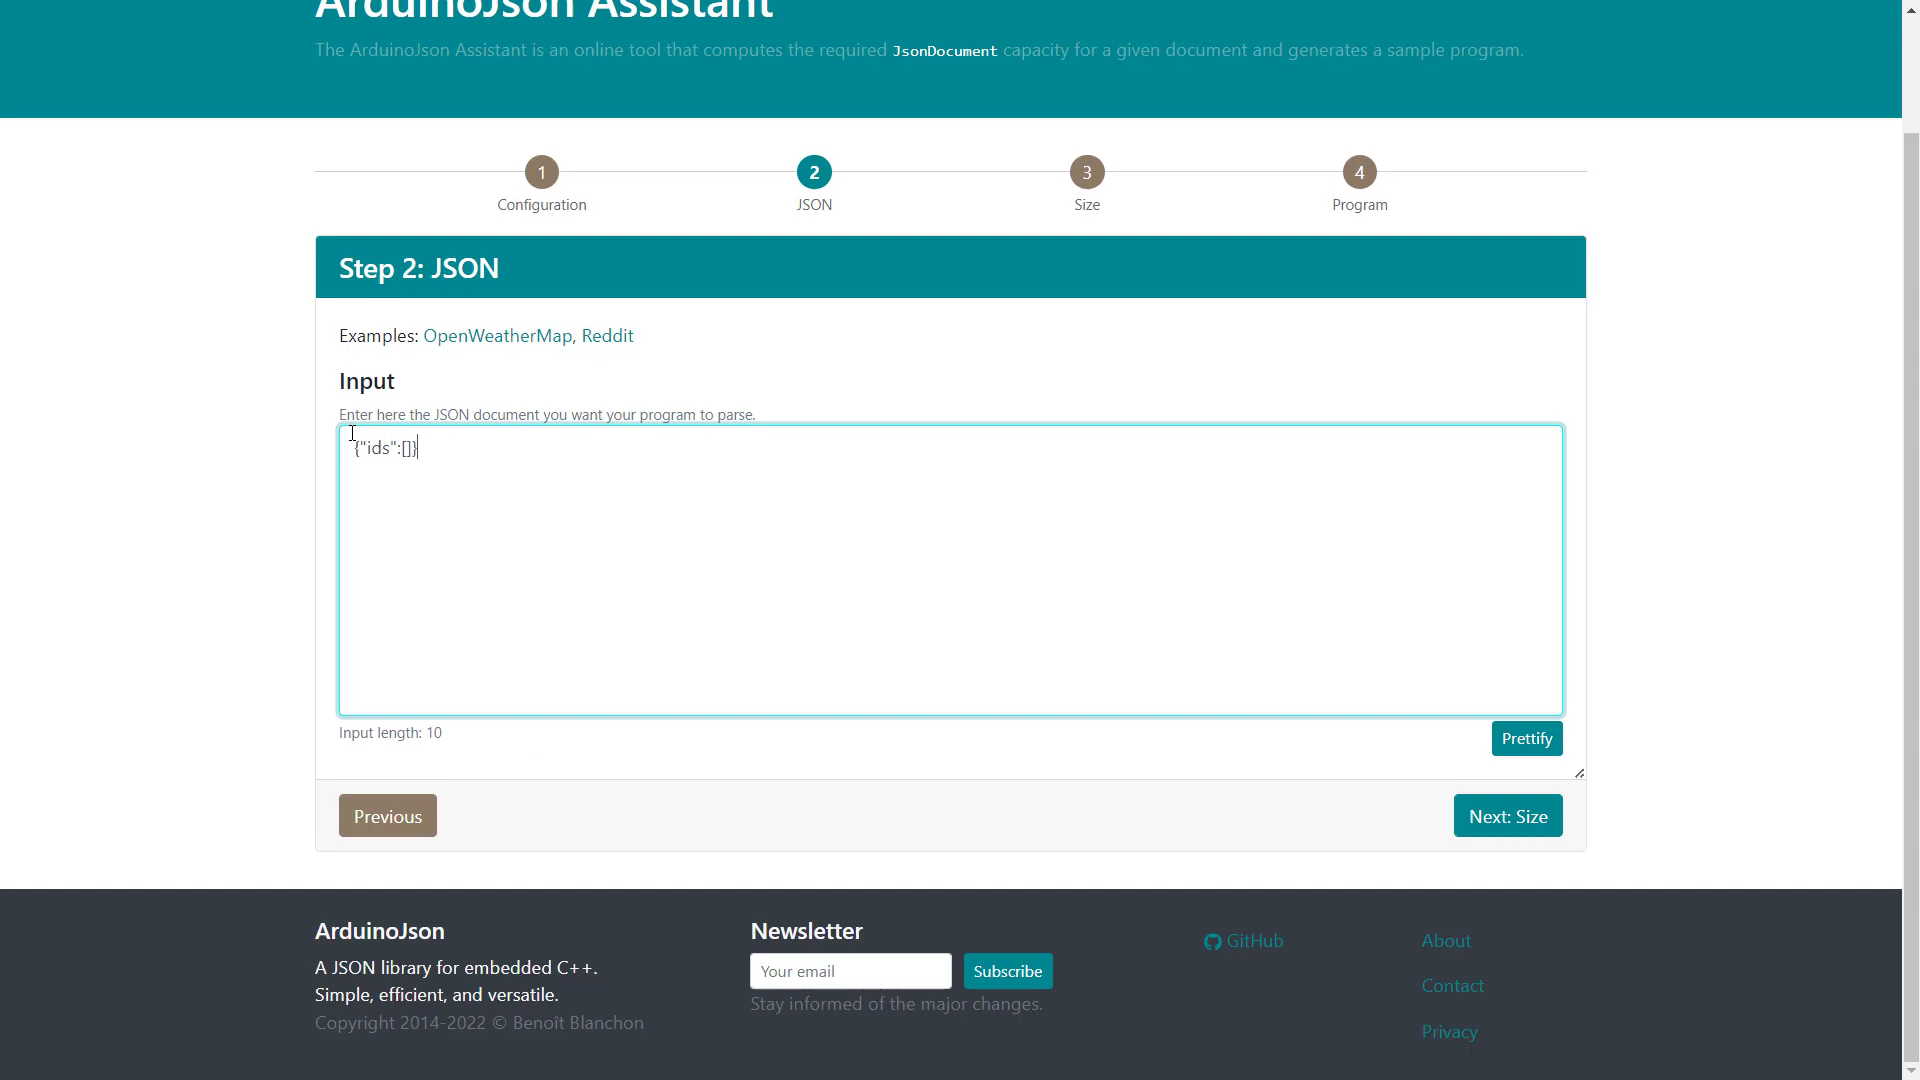 ArduinoJson Assistant
The ArduinoJson Assistant is an online tool that computes the required JsonDocument capacity for a given document and generates a sample program.
1 2 3 4
Configuration JSON Size Program
Step 2: JSON
Examples: OpenWeatherMap, Reddit
Input
Enter here the JSON document you want your program to parse.
{"ids":[]}
Input length: 10
Prettify
Previous
Next: Size
ArduinoJson
A JSON library for embedded C++.
Simple, efficient, and versatile.
Copyright 2014-2022 © Benoît Blanchon
Newsletter
Your email
Subscribe
Stay informed of the major changes.
GitHub
About
Contact
Privacy